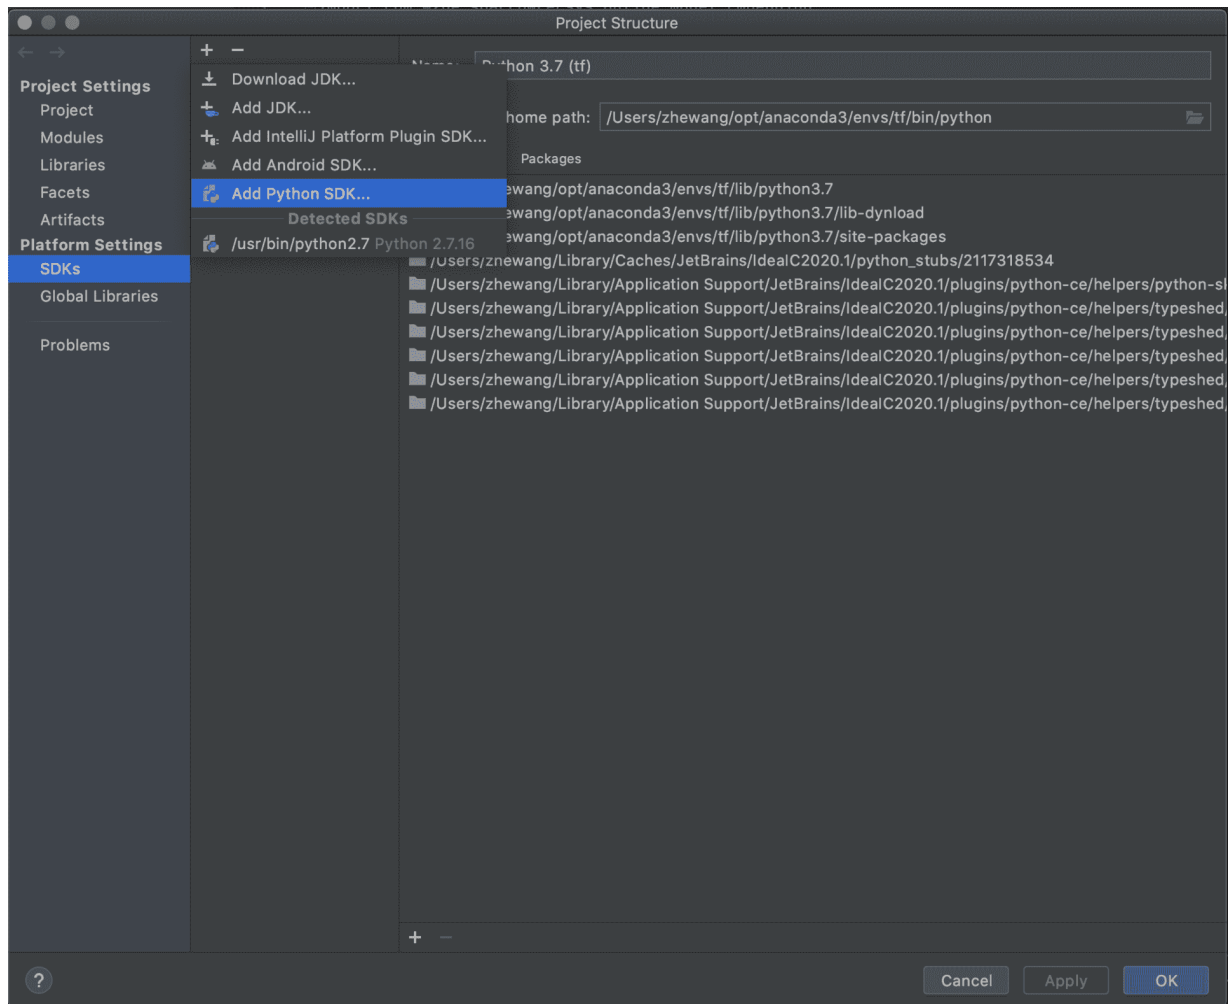 Project Structure
Project Settings
Project
Modules
Libraries
Facets
Artifacts
Platform Settings
SDKs
Global Libraries
Problems
Download JDK...
Add JDK...
Add IntelliJ Platform Plugin SDK...
Add Android SDK...
Add Python SDK...
Detected SDKs
/usr/bin/python2.7 Python 2.7.16
Python 3.7 (tf)
home path: /Users/zhewang/opt/anaconda3/envs/tf/bin/python
Packages
ewang/opt/anaconda3/envs/tf/lib/python3.7
ewang/opt/anaconda3/envs/tf/lib/python3.7/lib-dynload
ewang/opt/anaconda3/envs/tf/lib/python3.7/site-packages
/Users/zhewang/Library/Caches/JetBrains/IdeaIC2020.1/python_stubs/2117318534
/Users/zhewang/Library/Application Support/JetBrains/IdeaIC2020.1/plugins/python-ce/helpers/python-sk
/Users/zhewang/Library/Application Support/JetBrains/IdeaIC2020.1/plugins/python-ce/helpers/typeshed/
/Users/zhewang/Library/Application Support/JetBrains/IdeaIC2020.1/plugins/python-ce/helpers/typeshed/
/Users/zhewang/Library/Application Support/JetBrains/IdeaIC2020.1/plugins/python-ce/helpers/typeshed/
/Users/zhewang/Library/Application Support/JetBrains/IdeaIC2020.1/plugins/python-ce/helpers/typeshed/
/Users/zhewang/Library/Application Support/JetBrains/IdeaIC2020.1/plugins/python-ce/helpers/typeshed/
?
Cancel
Apply
OK